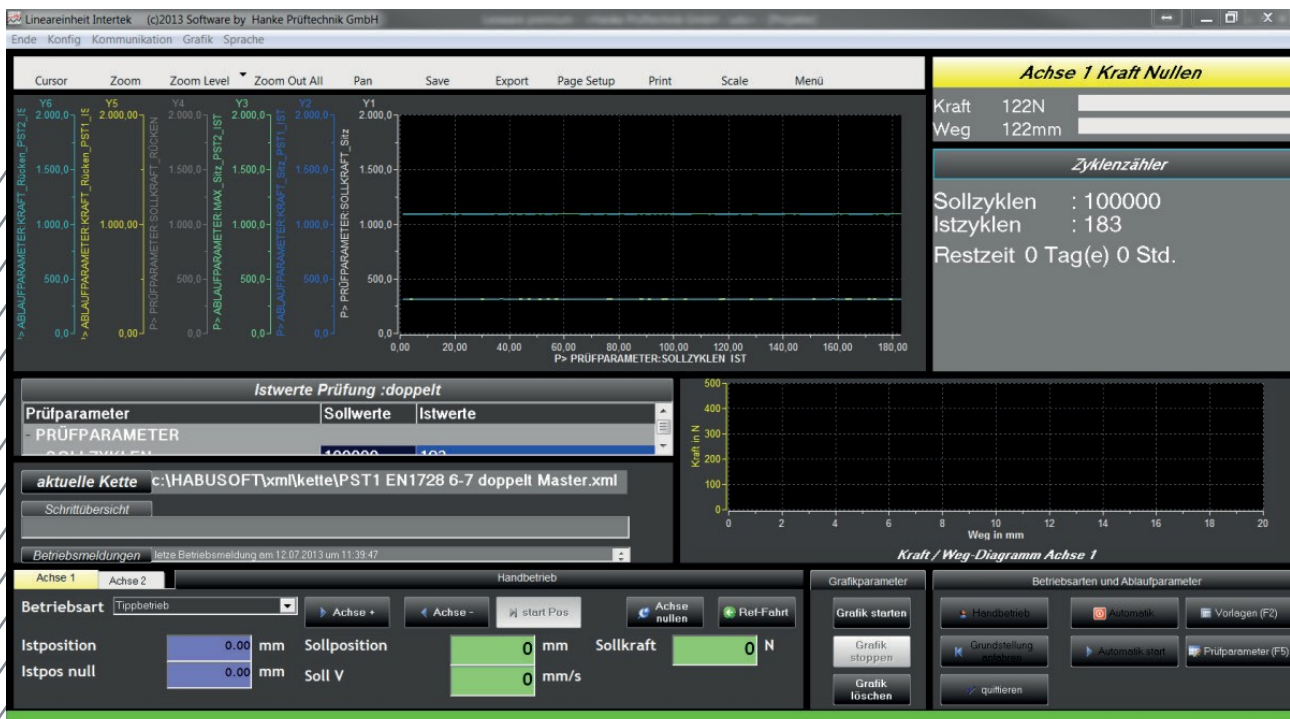 Lineareinheit Intertek (c)2013 Software by Hanke Prüftechnik GmbH
Ende Konfig Kommunikation Grafik Sprache
Cursor Zoom Zoom Level Zoom Out All Pan Save Export Page Setup Print Scale Menü
Y6 Y5 Y4 Y3 Y2 Y1
2.000,0 2.000,00 2.000,0 2.000,0 2.000,0 2.000,0
1.500,0 1.500,0 1.500,0 1.500,0 1.500,0
1.000,0 1.000,00 1.000,0 1.000,0 1.000,0 1.000,0
500,0 500,0 500,0 500,0 500,0
0,0 0,00 0,0 0,0 0,0 0,0
P> ABLAUFPARAMETER:KRAFT_Rücken_PST2_IS
P> ABLAUFPARAMETER:KRAFT_Rücken_PST1_IS
P> PRÜFPARAMETER:SOLLKRAFT_RÜCKEN
P> ABLAUFPARAMETER:MAX_Sitz_PST2_IST
P> ABLAUFPARAMETER:KRAFT_Sitz_PST1_IST
P> PRÜFPARAMETER:SOLLKRAFT_Sitz
0,00 20,00 40,00 60,00 80,00 100,00 120,00 140,00 160,00 180,00
P> PRÜFPARAMETER:SOLLZYKLEN IST
Achse 1 Kraft Nullen
Kraft 122N
Weg 122mm
Zyklenzähler
Sollzyklen : 100000
Istzyklen : 183
Restzeit 0 Tag(e) 0 Std.
Istwerte Prüfung :doppelt
Prüfparameter Sollwerte Istwerte
- PRÜFPARAMETER
SOLLZYKLEN 100000 183
aktuelle Kette c:\HABUSOFT\xml\kette\PST1 EN1728 6-7 doppelt Master.xml
Schrittübersicht
Betriebsmeldungen letze Betriebsmeldung am 12.07.2013 um 11:39:47
500
400
300
200
100
0
Kraft in N
0 2 4 6 8 10 12 14 16 18 20
Weg in mm
Kraft / Weg-Diagramm Achse 1
Achse 1 Achse 2 Handbetrieb
Betriebsart Tippbetrieb Achse + Achse - start Pos Achse nullen Ref-Fahrt
Istposition 0.00 mm Sollposition 0 mm Sollkraft 0 N
Istpos null 0.00 mm Soll V 0 mm/s
Grafikparameter
Grafik starten
Grafik stoppen
Grafik löschen
Betriebsarten und Ablaufparameter
Handbetrieb Automatik Vorlagen (F2)
Grundstellung anfahren Automatik start Prüfparameter (F5)
quittieren